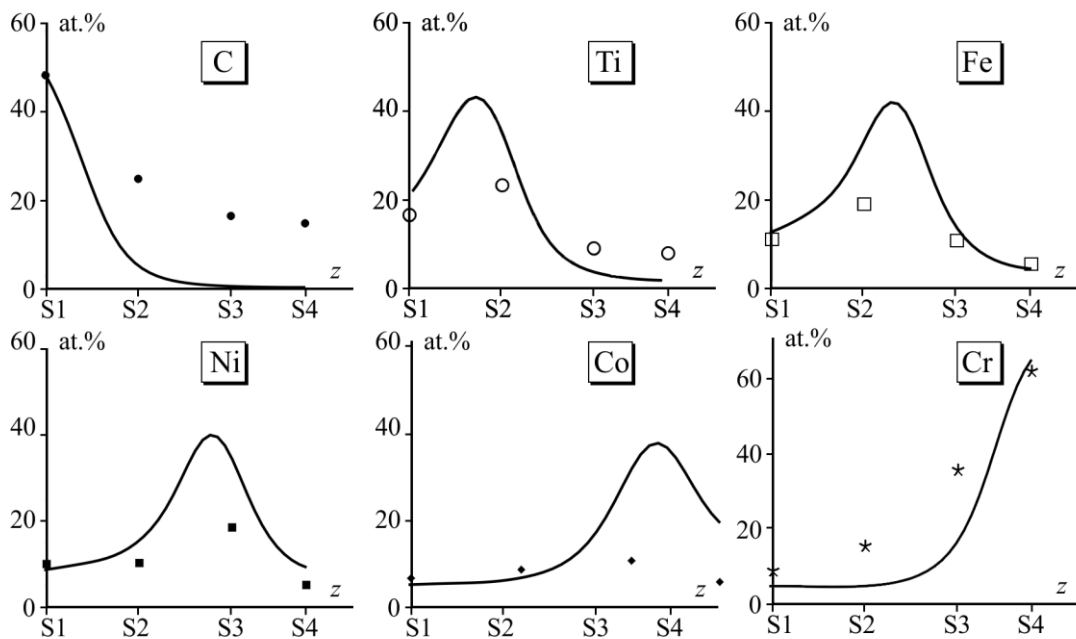 60 at.% C
40
20
0 z
S1 S2 S3 S4
60 at.% Ti
40
20
0 z
S1 S2 S3 S4
60 at.% Fe
40
20
0 z
S1 S2 S3 S4
60 at.% Ni
40
20
0 z
S1 S2 S3 S4
60 at.% Co
40
20
0 z
S1 S2 S3 S4
at.% Cr
60
40
20
0 z
S1 S2 S3 S4